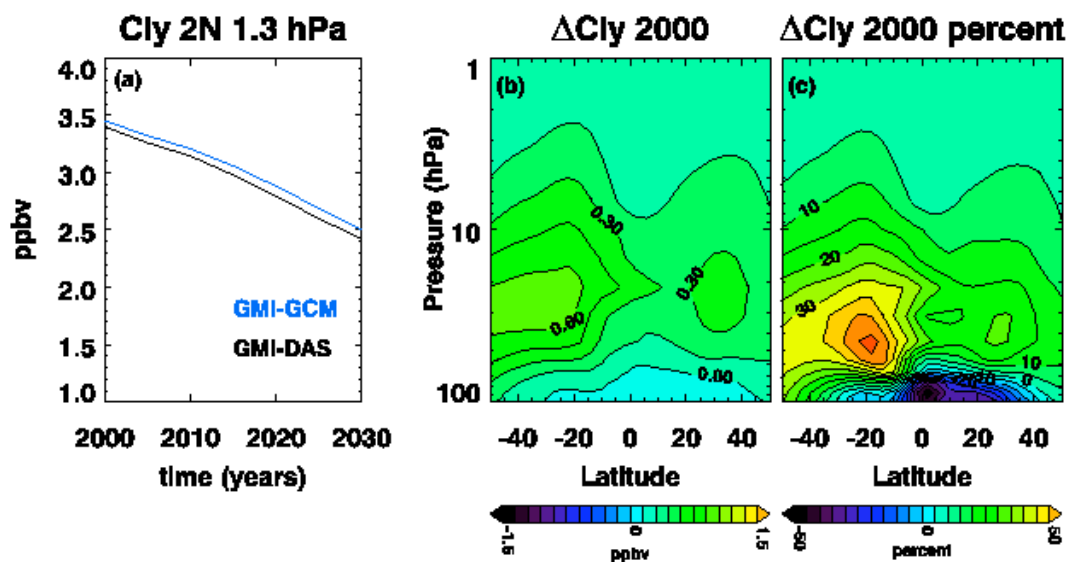 Cly 2N 1.3 hPa
ΔCly 2000
ΔCly 2000 percent
(a)
4.0
3.5
3.0
2.5
2.0
1.5
1.0
ppbv
GMI-GCM
GMI-DAS
2000 2010 2020 2030
time (years)
(b)
1
10
100
Pressure (hPa)
0.30
0.30
0.60
0.00
-40 -20 0 20 40
Latitude
-1.5 0 1.5
ppbv
(c)
10
20
30
10
0
-40 -20 0 20 40
Latitude
-50 0 50
percent